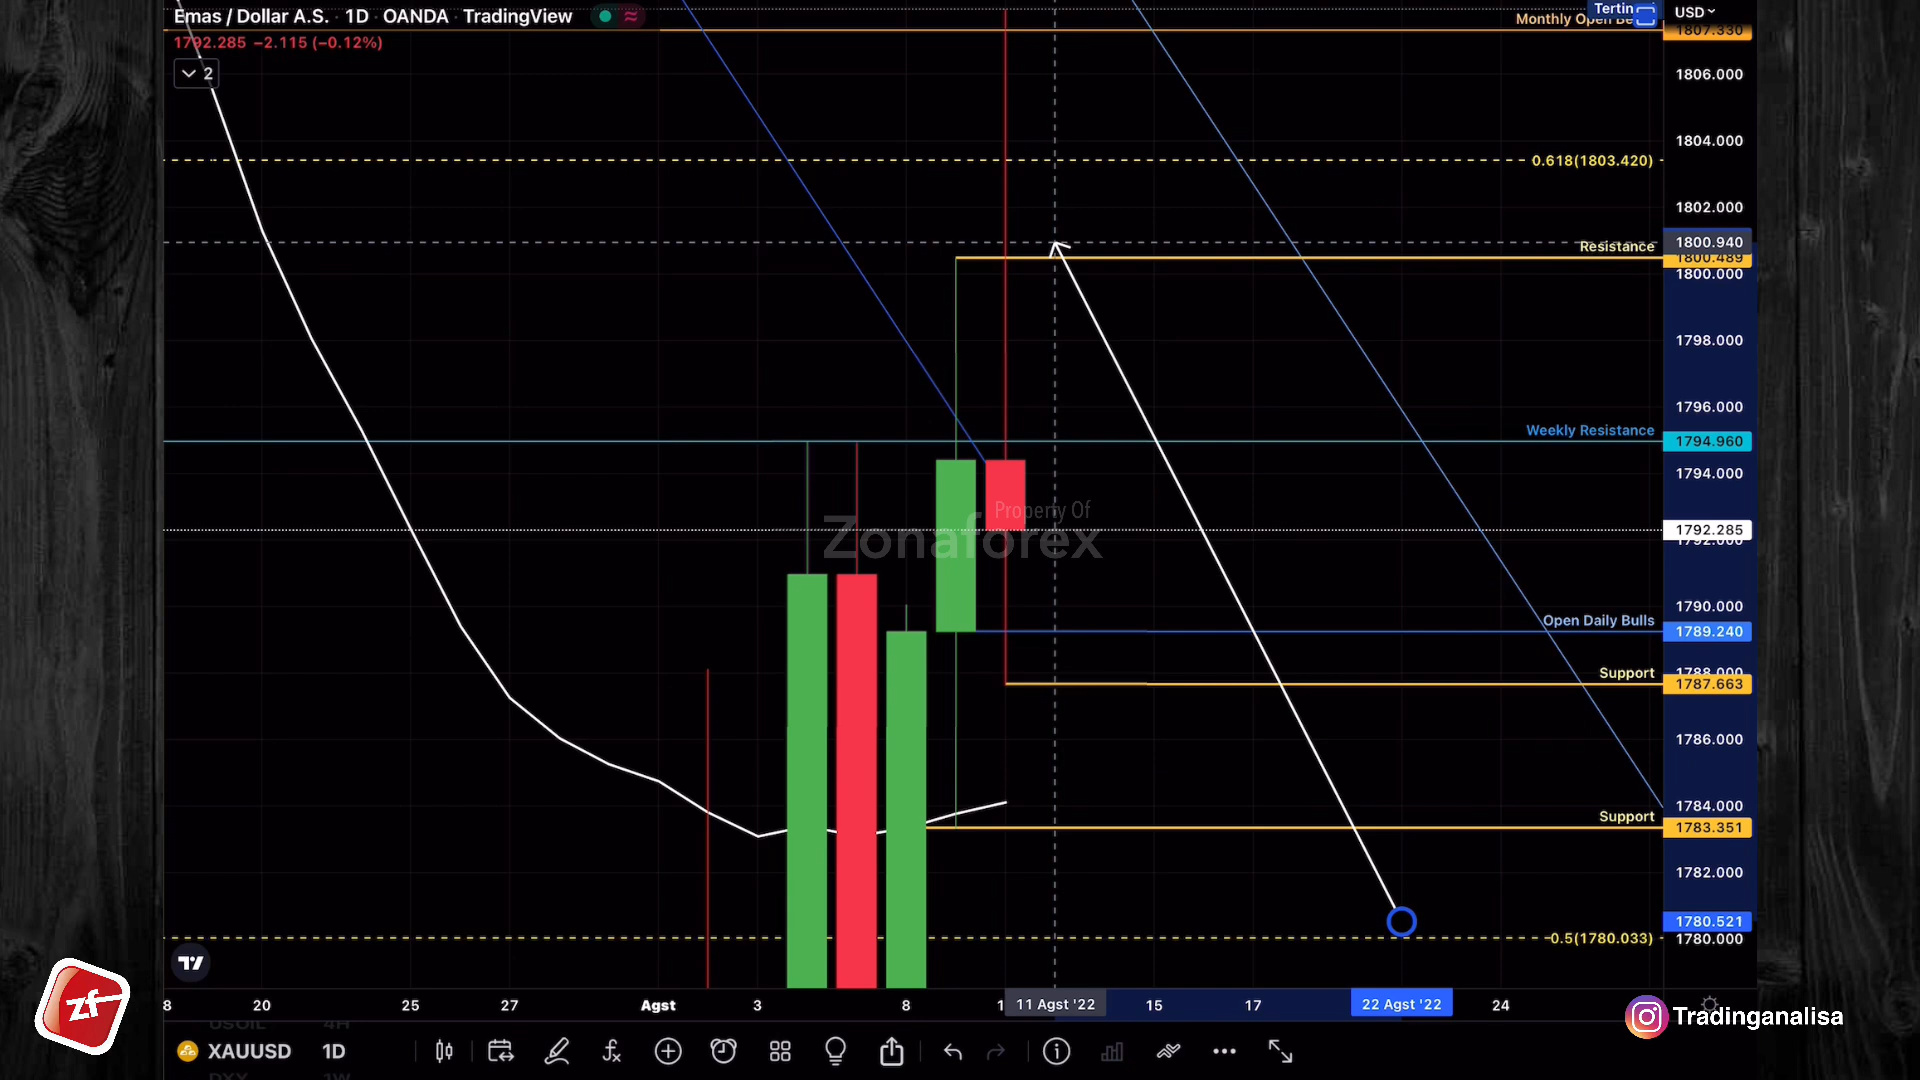 Emas / Dollar A.S. · 1D · OANDA · TradingView
1792.285 −2.115 (−0.12%)
2
Monthly Open
USD
1807.330
1806.000
1804.000
0.618(1803.420)
1802.000
Resistance
1800.940
1800.489
1800.000
1798.000
1796.000
Weekly Resistance
1794.960
1794.000
Property Of
Zonaforex
1792.285
1792.000
1790.000
Open Daily Bulls
1789.240
1788.000
Support
1787.663
1786.000
1784.000
Support
1783.351
1782.000
1780.521
0.5(1780.033)
1780.000
zf
8 20 25 27 Agst 3 8 11 Agst '22 15 17 22 Agst '22 24
Tradinganalisa
USOIL 4H
XAUUSD 1D
DXY 1W